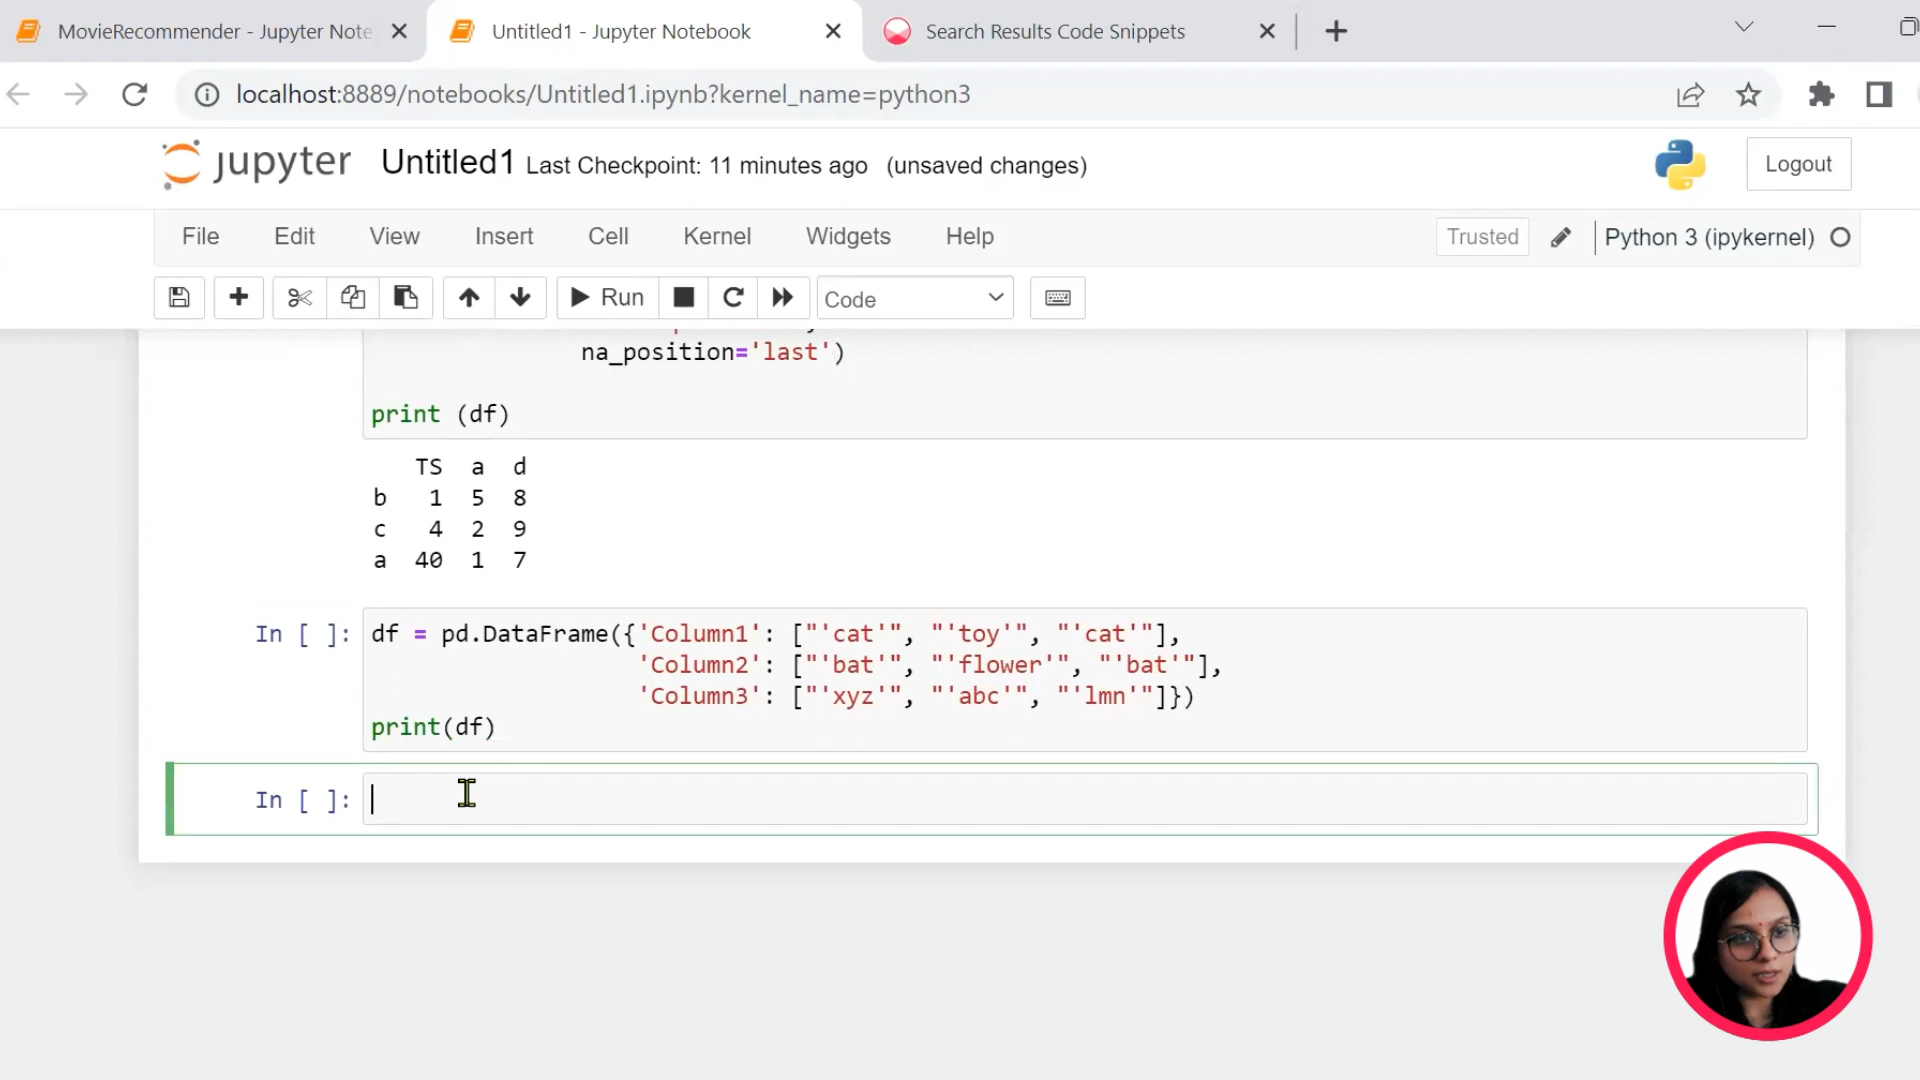 MovieRecommender - Jupyter Note
Untitled1 - Jupyter Notebook
Search Results Code Snippets
localhost:8889/notebooks/Untitled1.ipynb?kernel_name=python3
jupyter Untitled1 Last Checkpoint: 11 minutes ago (unsaved changes)
Logout
File Edit View Insert Cell Kernel Widgets Help
Trusted
Python 3 (ipykernel)
Run
Code
na_position='last')
print (df)
TS a d
b 1 5 8
c 4 2 9
a 40 1 7
In [ ]: df = pd.DataFrame({'Column1': ["'cat'", "'toy'", "'cat'"],
'Column2': ["'bat'", "'flower'", "'bat'"],
'Column3': ["'xyz'", "'abc'", "'lmn'"]})
print(df)
In [ ]: